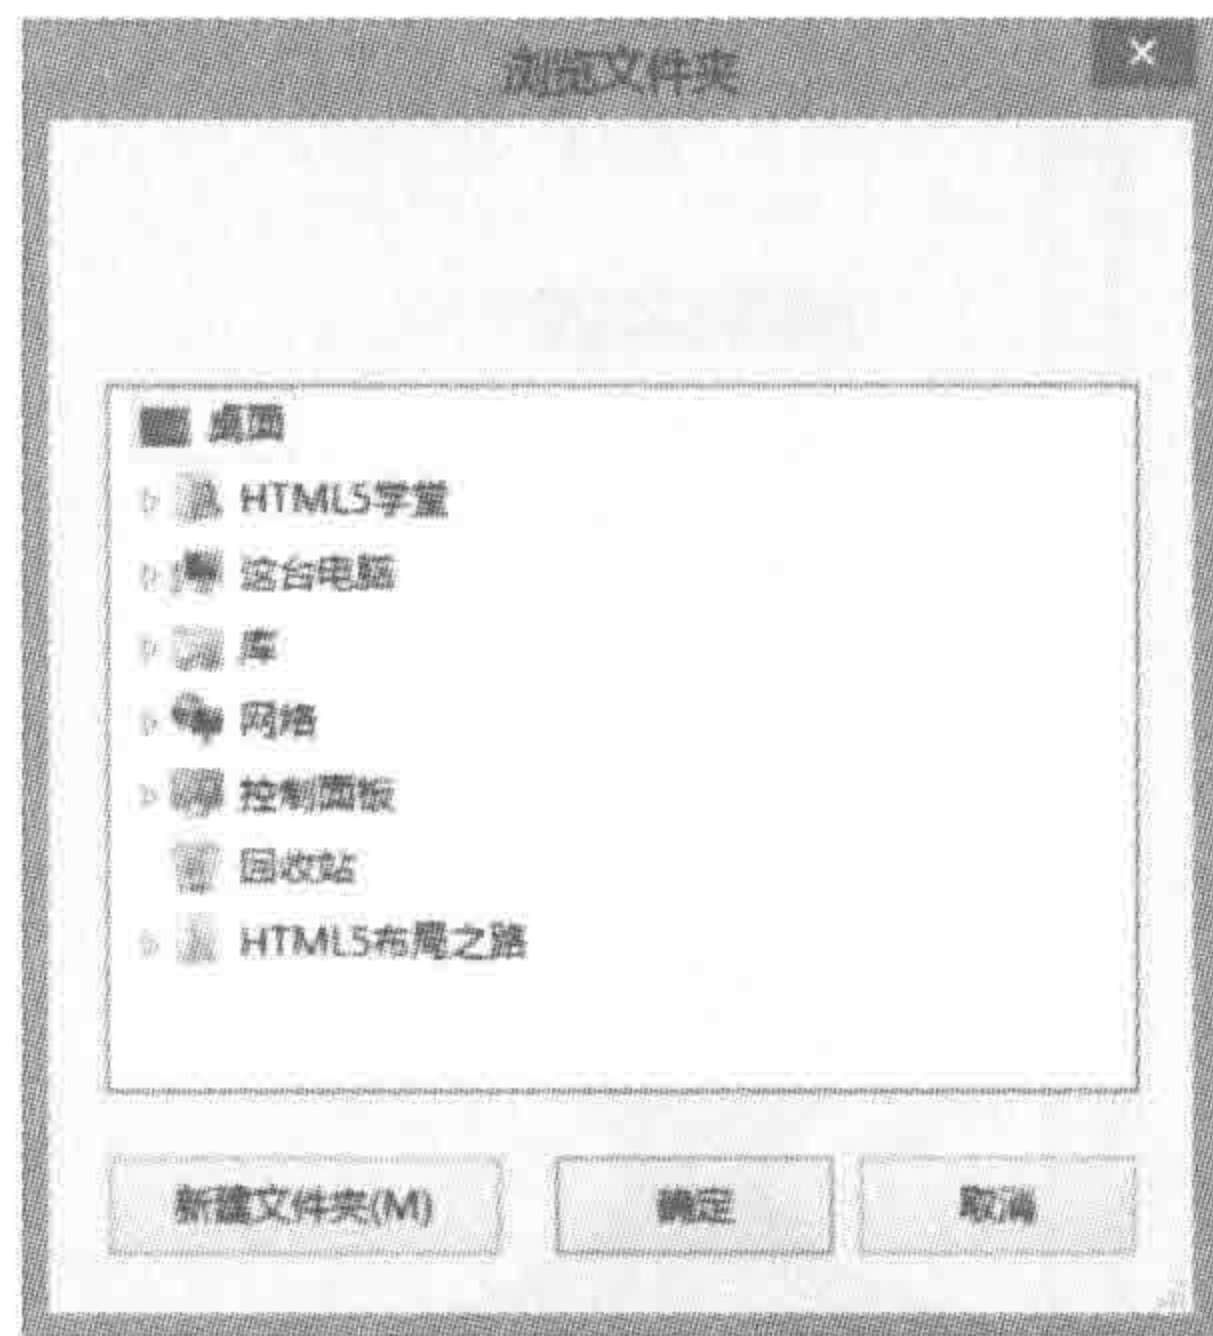 浏览文件夹
桌面
HTML5学堂
这台电脑
库
网络
控制面板
回收站
HTML5布局之路
新建文件夹(M)
确定
取消